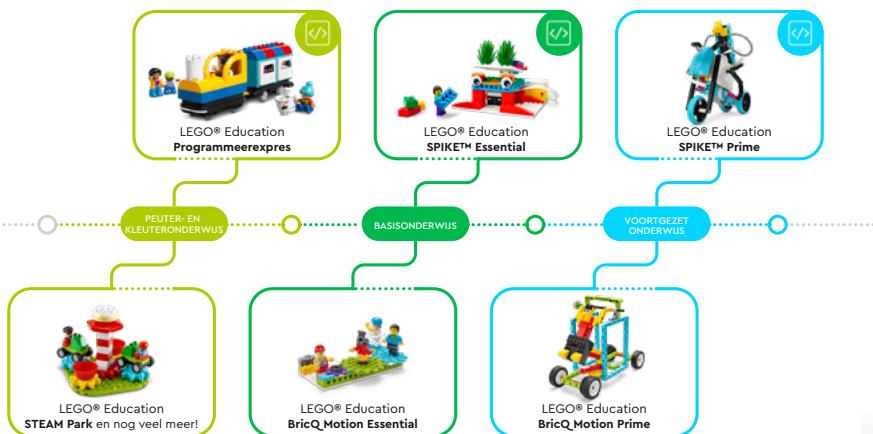 LEGO® Education
Programmeerexpres
LEGO® Education
SPIKE™ Essential
LEGO® Education
SPIKE™ Prime
PEUTER- EN
KLEUTERONDERWIJS
BASISONDERWIJS
VOORTGEZET
ONDERWIJS
LEGO® Education
STEAM Park en nog veel meer!
LEGO® Education
BricQ Motion Essential
LEGO® Education
BricQ Motion Prime